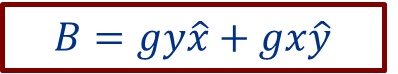 B = gyx̂ + gxŷ